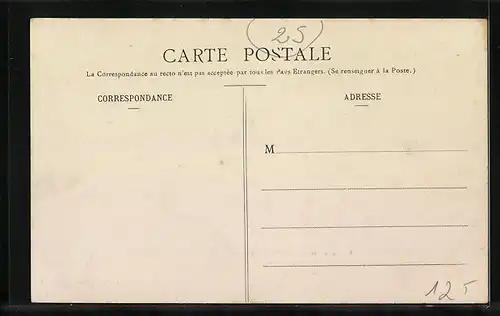 25
CARTE POSTALE
La Correspondance au recto n'est pas acceptée par tous les Pays Etrangers. (Se renseigner à la Poste.)
CORRESPONDANCE
ADRESSE
M
125